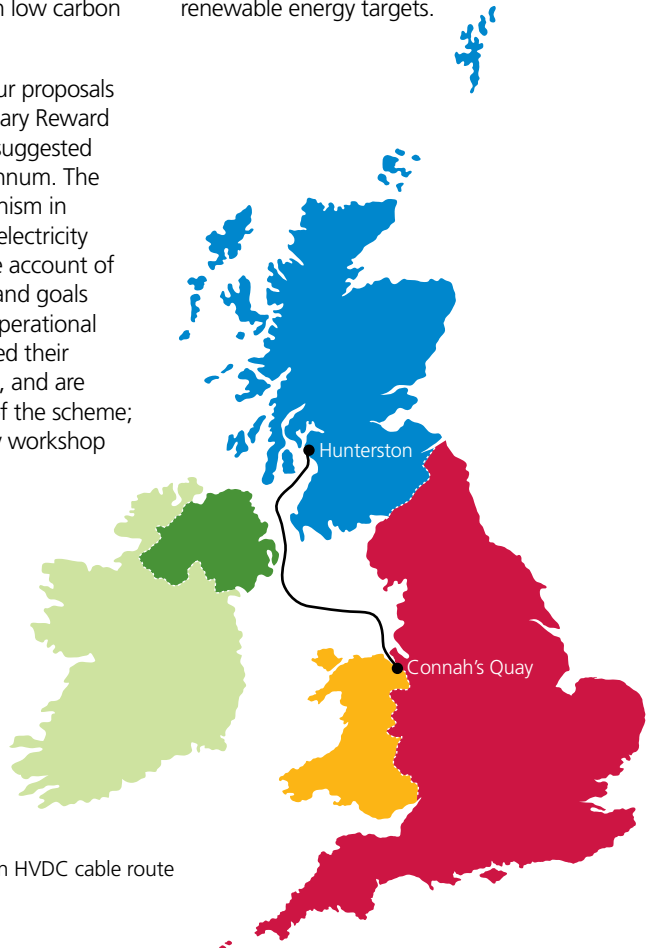 low carbon
ur proposals
ary Reward
suggested
nnum. The
nism in
electricity
account of
and goals
perational
ed their
, and are
f the scheme;
workshop
renewable energy targets.
Hunterston
Connah's Quay
HVDC cable route